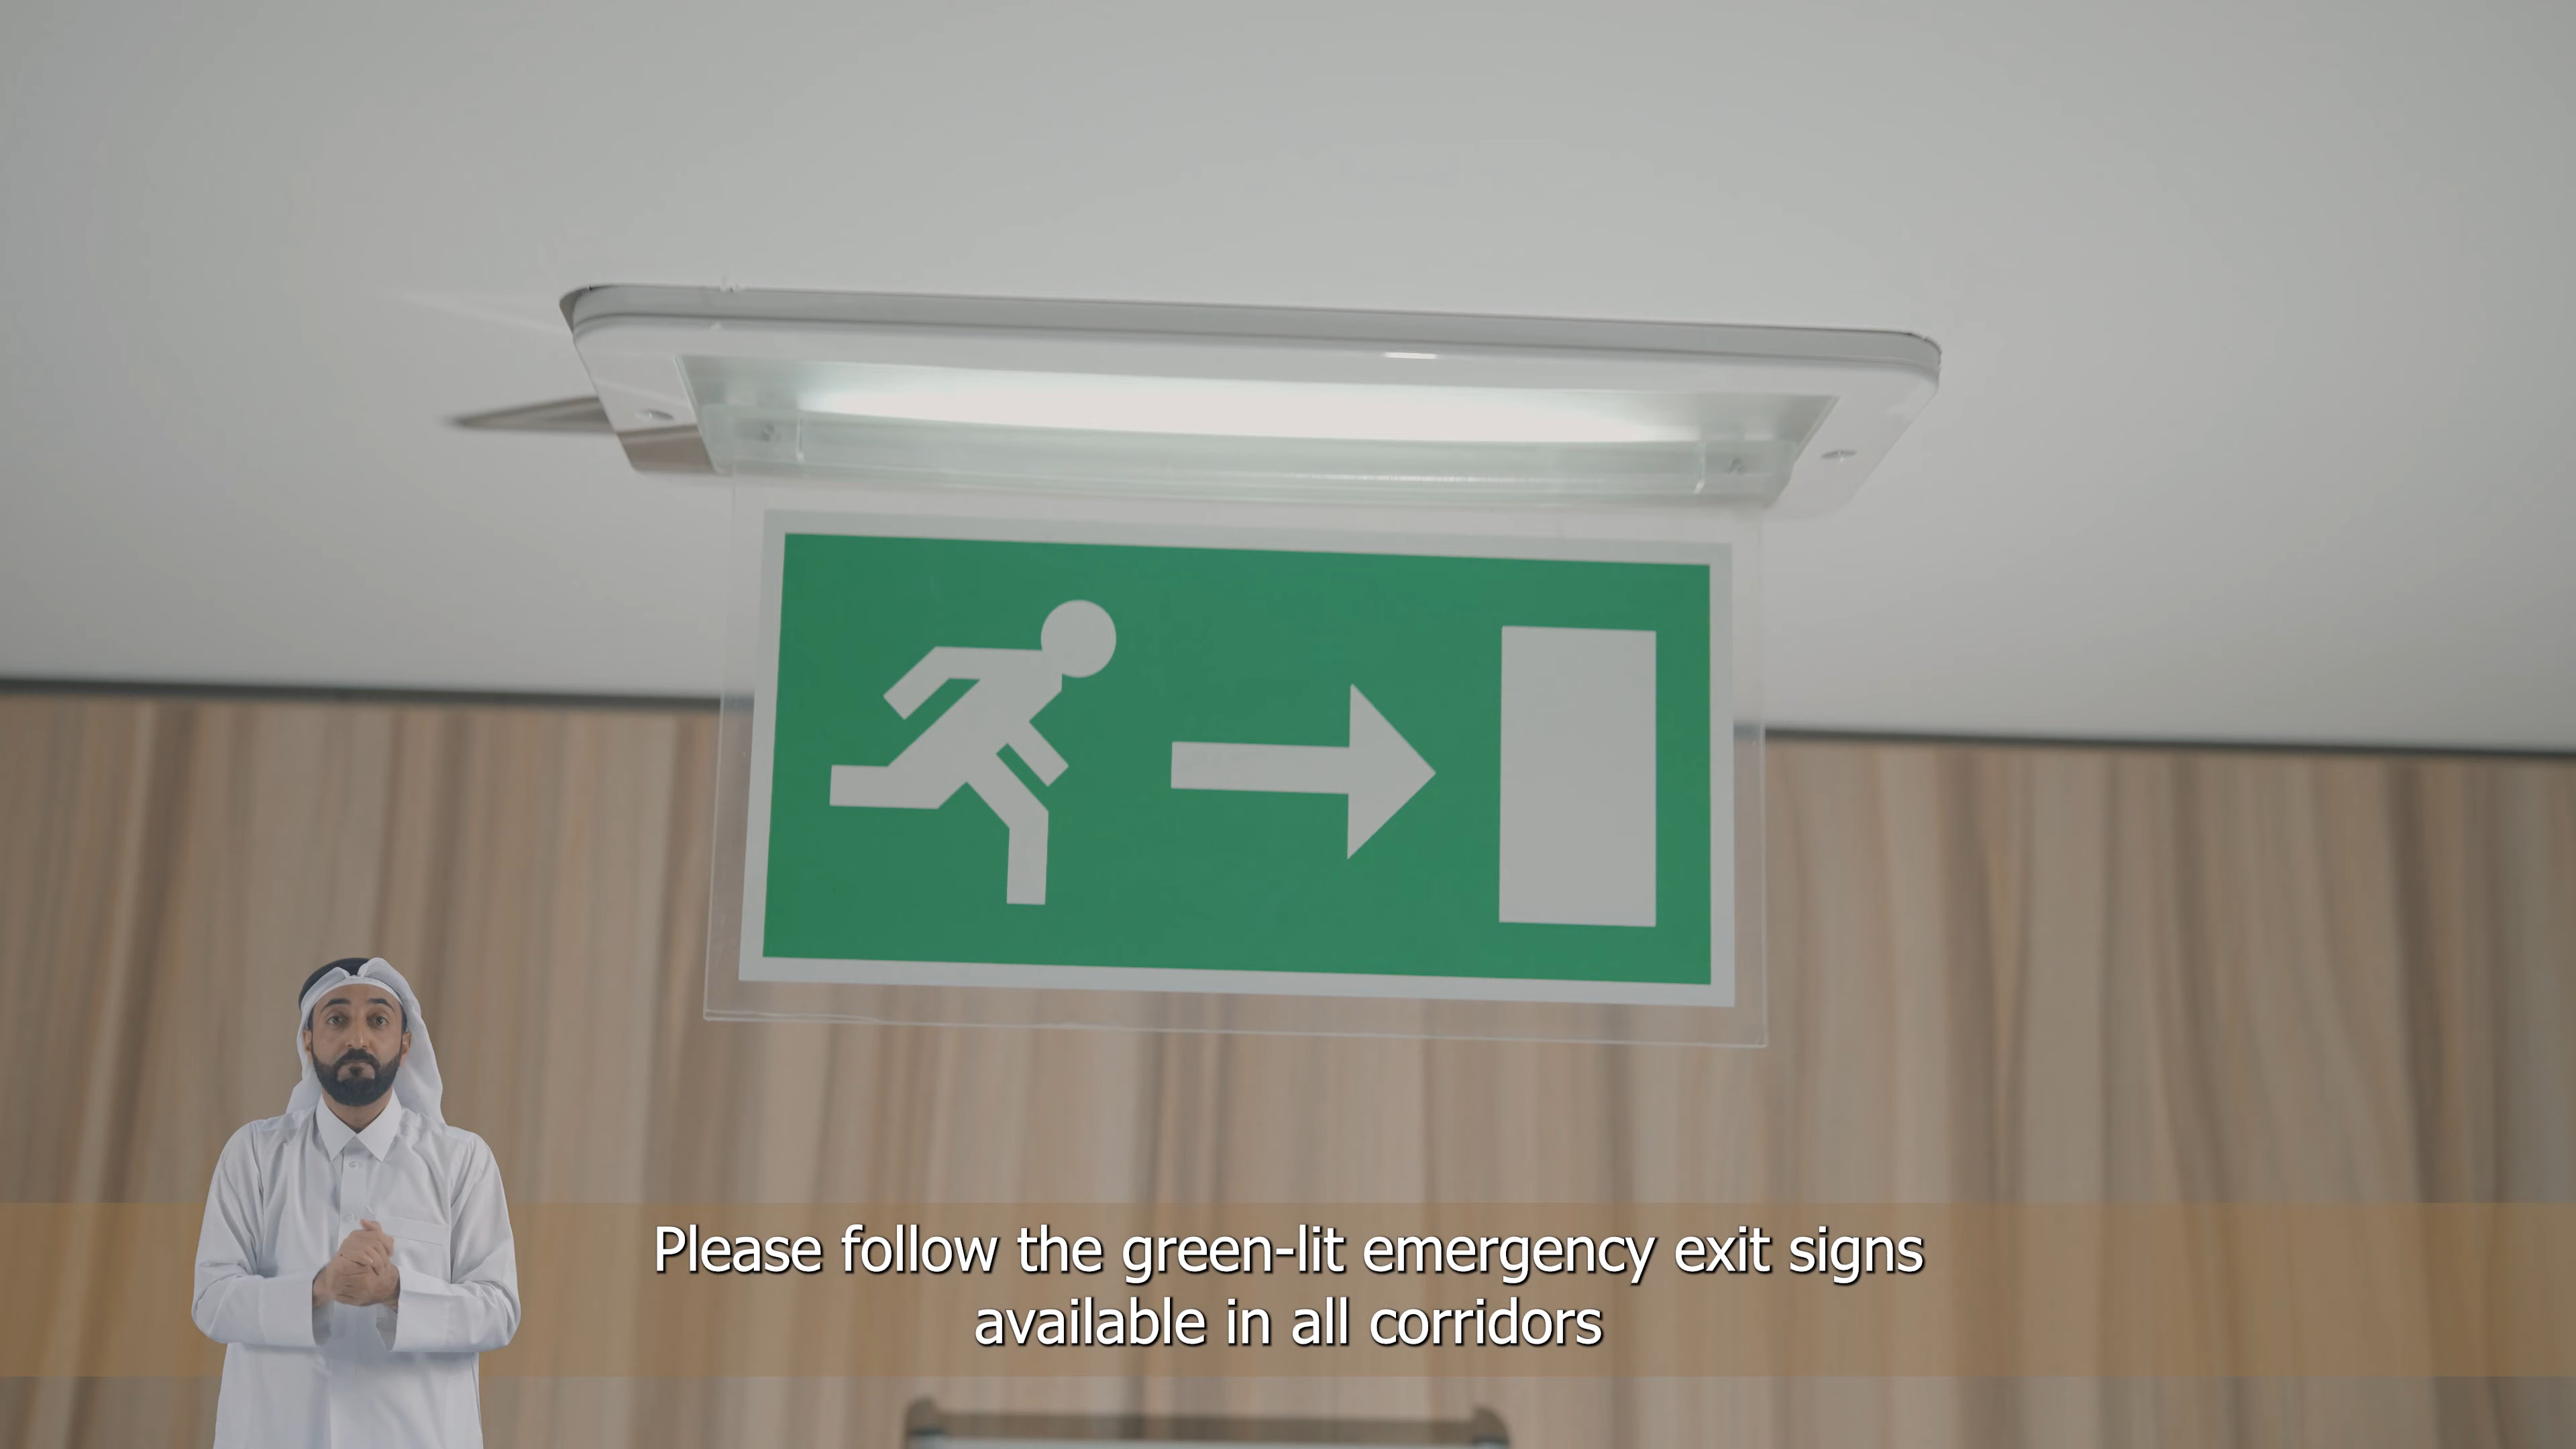 Please follow the green-lit emergency exit signs
available in all corridors